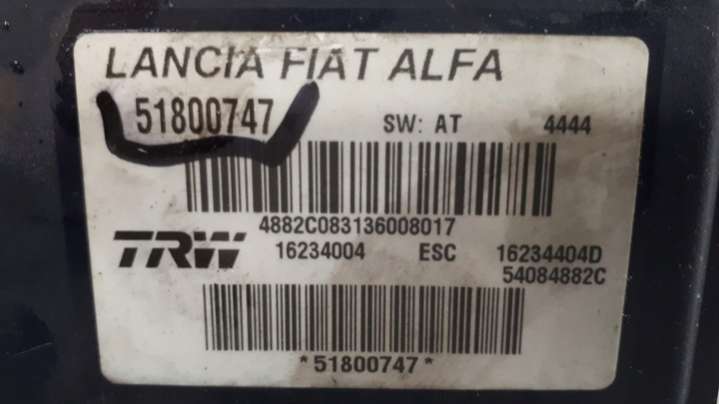 LANCIA FIAT ALFA
51800747 SW: AT 4444
4882C083136008017
TRW 16234004 ESC 16234404D
54084882C
*51800747*